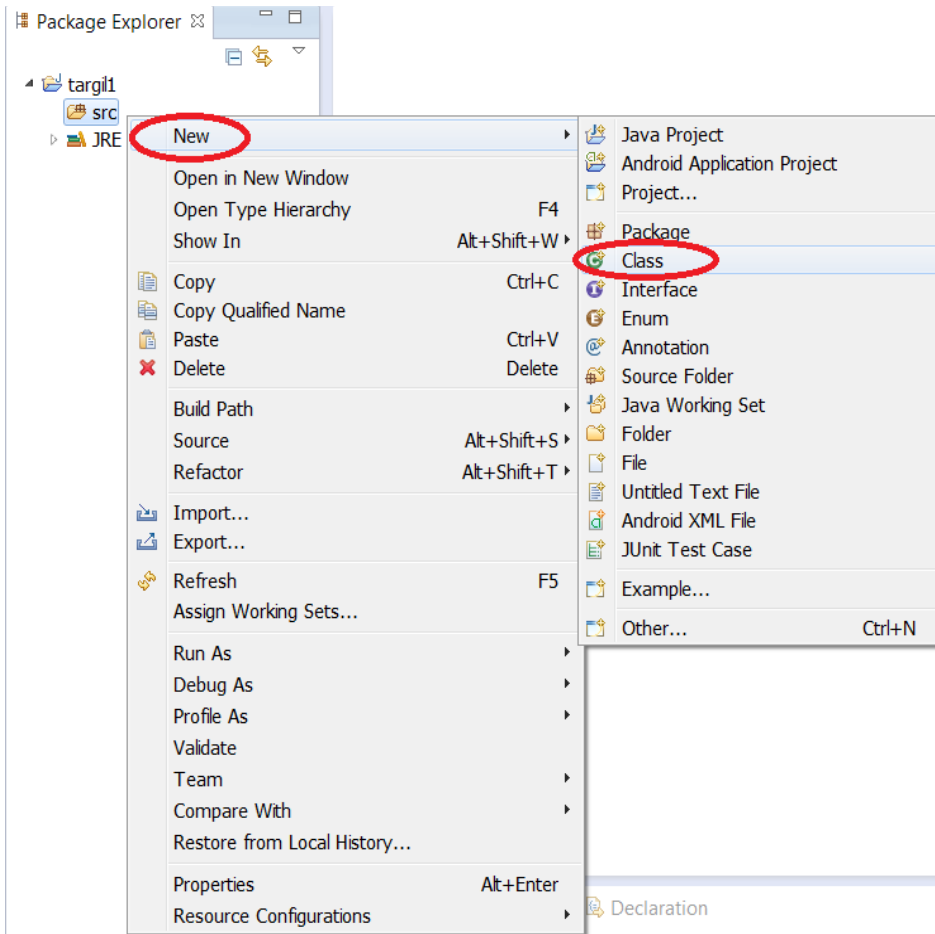 Package Explorer
targil1
src
JRE
New
Open in New Window
Open Type Hierarchy F4
Show In Alt+Shift+W
Copy Ctrl+C
Copy Qualified Name
Paste Ctrl+V
Delete Delete
Build Path
Source Alt+Shift+S
Refactor Alt+Shift+T
Import...
Export...
Refresh F5
Assign Working Sets...
Run As
Debug As
Profile As
Validate
Team
Compare With
Restore from Local History...
Properties Alt+Enter
Resource Configurations
Java Project
Android Application Project
Project...
Package
Class
Interface
Enum
Annotation
Source Folder
Java Working Set
Folder
File
Untitled Text File
Android XML File
JUnit Test Case
Example...
Other... Ctrl+N
Declaration